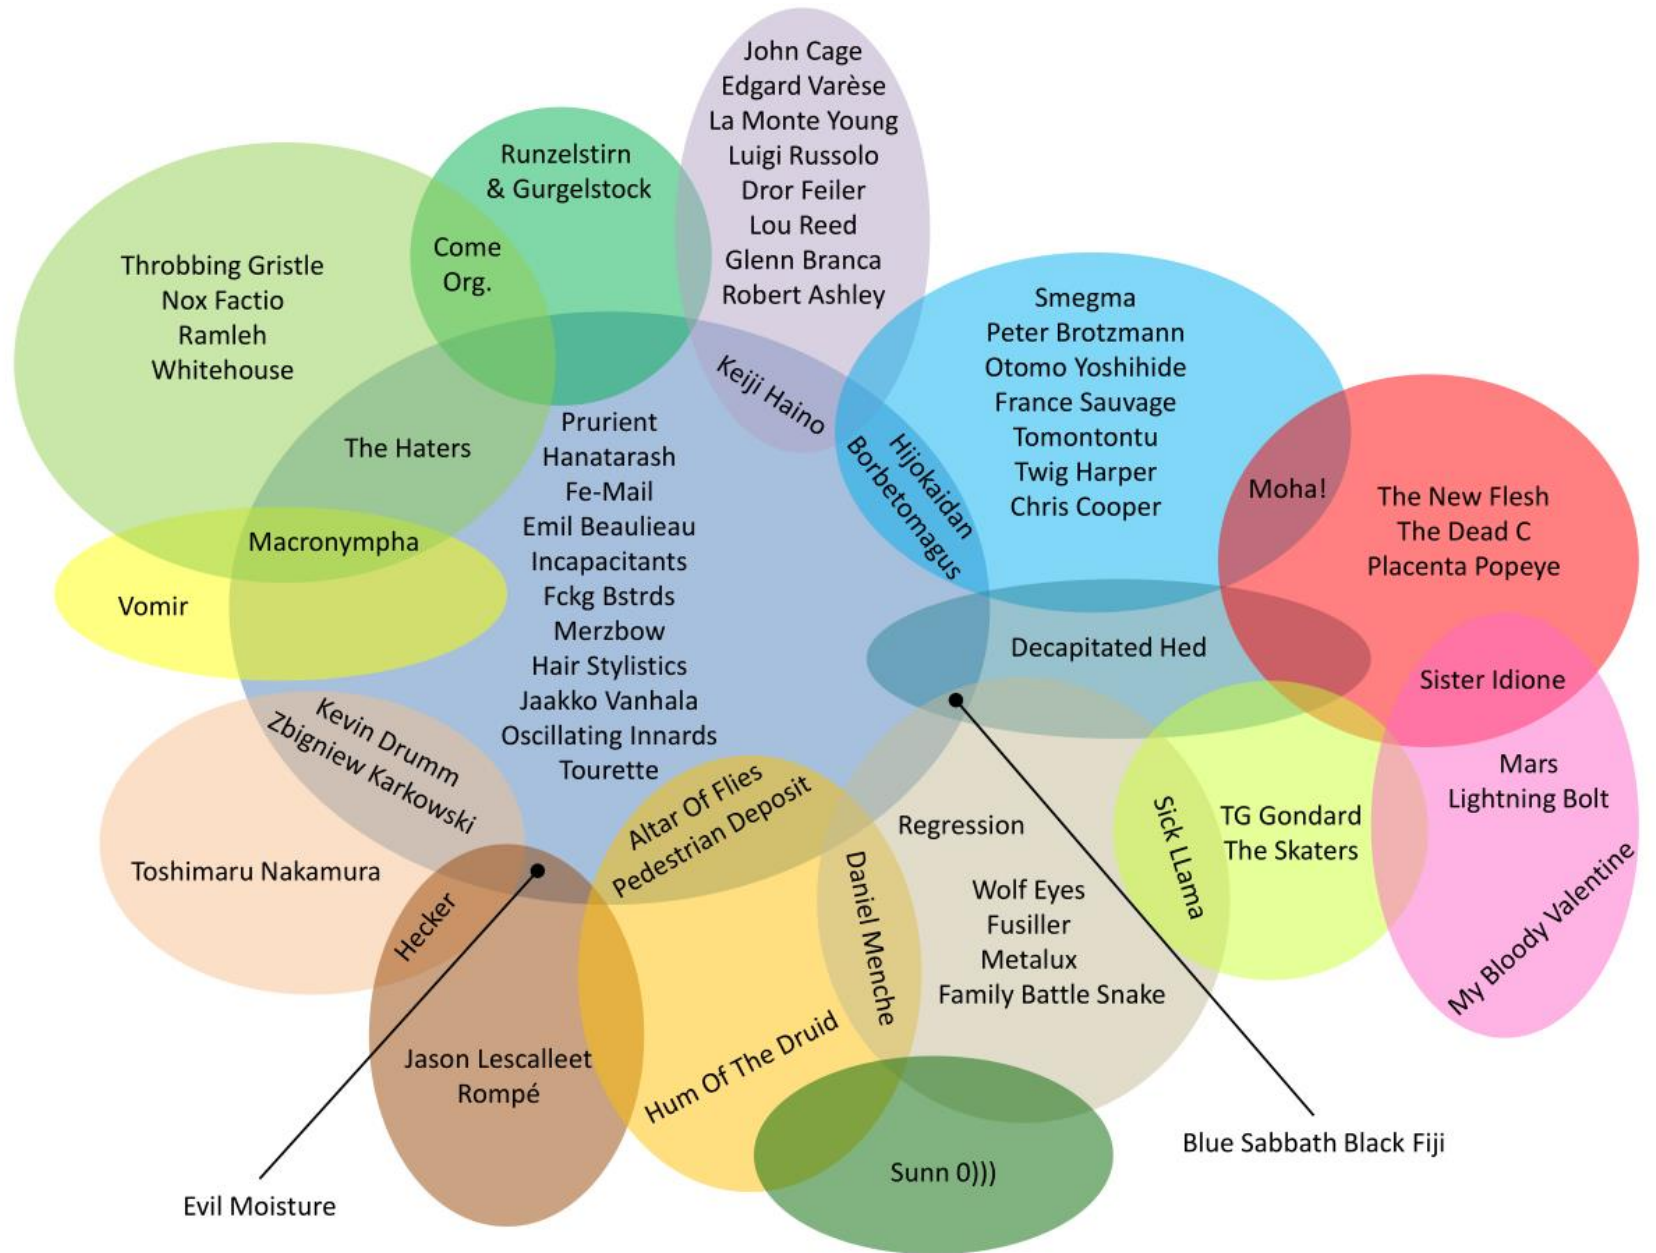 John Cage
Edgard Varèse
La Monte Young
Luigi Russolo
Dror Feiler
Lou Reed
Glenn Branca
Robert Ashley
Runzelstirn
& Gurgelstock
Come
Org.
Throbbing Gristle
Nox Factio
Ramleh
Whitehouse
Keiji Haino
Smegma
Peter Brotzmann
Otomo Yoshihide
France Sauvage
Tomontontu
Twig Harper
Chris Cooper
Hijokaidan
Borbetomagus
Moha!
The New Flesh
The Dead C
Placenta Popeye
The Haters
Prurient
Hanatarash
Fe-Mail
Emil Beaulieau
Incapacitants
Fckg Bstrds
Merzbow
Hair Stylistics
Jaakko Vanhala
Oscillating Innards
Tourette
Macronympha
Vomir
Decapitated Hed
Sister Idione
Kevin Drumm
Zbigniew Karkowski
Mars
Lightning Bolt
My Bloody Valentine
Altar Of Flies
Pedestrian Deposit
Regression
Sick LLama
TG Gondard
The Skaters
Toshimaru Nakamura
Hecker
Daniel Menche
Wolf Eyes
Fusiller
Metalux
Family Battle Snake
Jason Lescalleet
Rompé
Hum Of The Druid
Sunn 0)))
Blue Sabbath Black Fiji
Evil Moisture